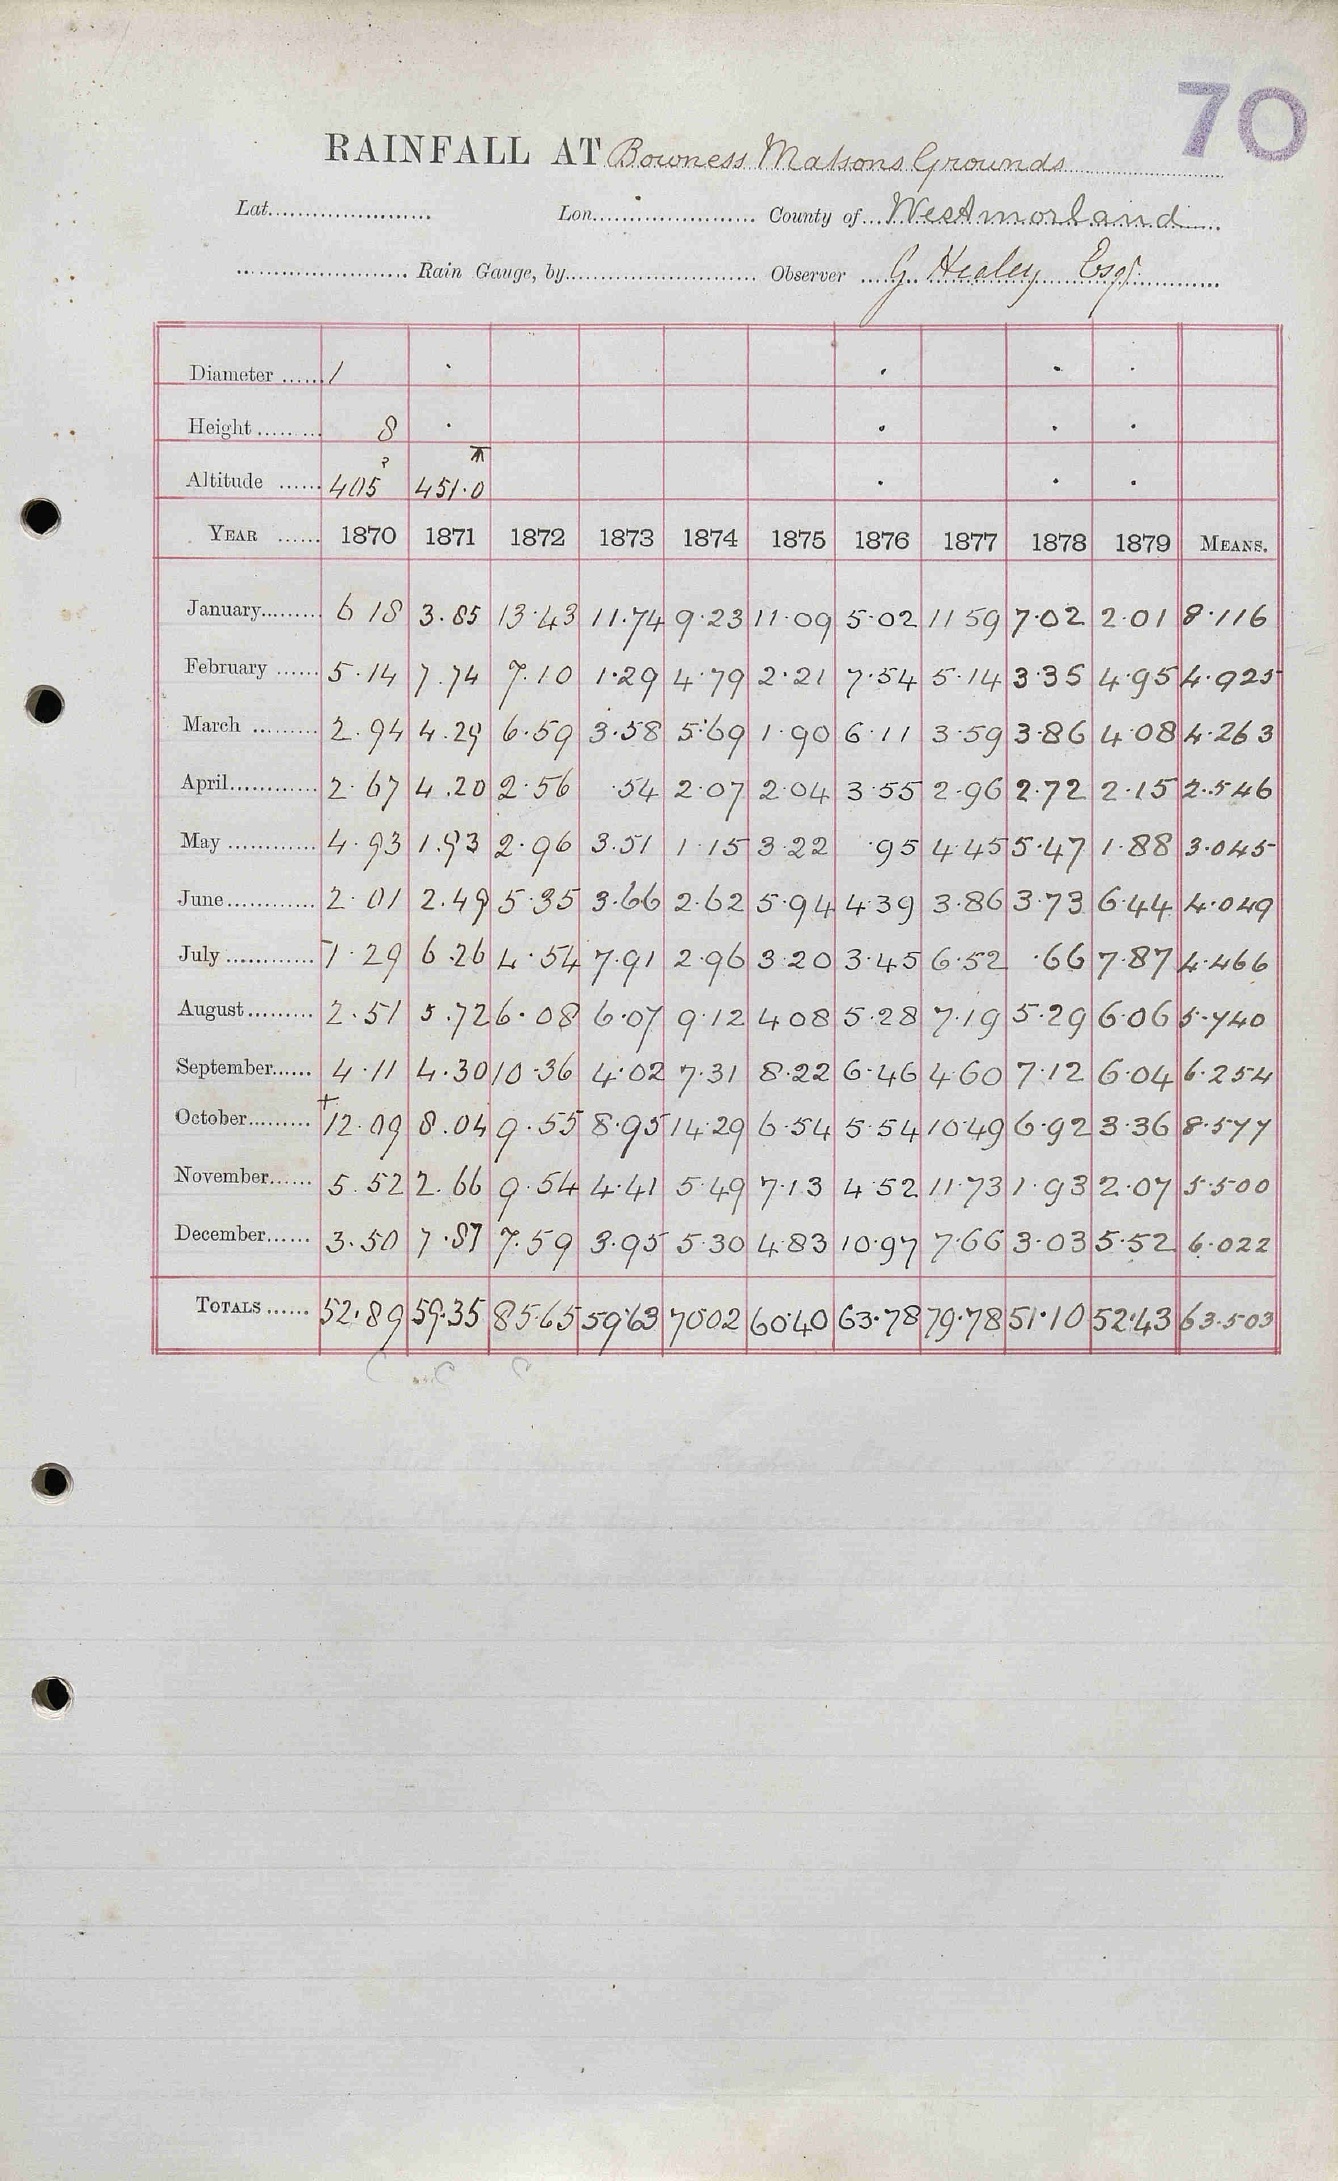 70
RAINFALL AT Bowness Matsons Grounds
Lat. Lon. County of Westmorland
Rain Gauge, by Observer G Healey Esqr.
Diameter 1
Height 8
Altitude 405 ? 451.0
YEAR 1870 1871 1872 1873 1874 1875 1876 1877 1878 1879 MEANS.
January 6 18 3.85 13.43 11.74 9.23 11.09 5.02 11 59 7.02 2.01 8.116
February 5.14 7.74 7.10 1.29 4.79 2.21 7.54 5.14 3.35 4.95 4.925
March 2.94 4.29 6.59 3.58 5.69 1.90 6.11 3.59 3.86 4.08 4.263
April 2.67 4.20 2.56 .54 2.07 2.04 3.55 2.96 2.72 2.15 2.546
May 4.93 1.93 2.96 3.51 1.15 3.22 .95 4.45 5.47 1.88 3.045
June 2.01 2.49 5.35 3.66 2.62 5.94 4.39 3.86 3.73 6.44 4.049
July 1.29 6.26 4.54 7.91 2.96 3.20 3.45 6.52 .66 7.87 4.466
August 2.51 5.72 6.08 6.07 9.12 4.08 5.28 7.19 5.29 6.06 5.740
September 4.11 4.30 10.36 4.02 7.31 8.22 6.46 4.60 7.12 6.04 6.254
October 12.09 8.04 9.55 8.95 14.29 6.54 5.54 10.49 6.92 3.36 8.577
November 5.52 2.66 9.54 4.41 5.49 7.13 4.52 11.73 1.93 2.07 5.500
December 3.50 7.87 7.59 3.95 5.30 4.83 10.97 7.66 3.03 5.52 6.022
TOTALS 52.89 59.35 85.65 59.63 70.02 60.40 63.78 79.78 51.10 52.43 63.503